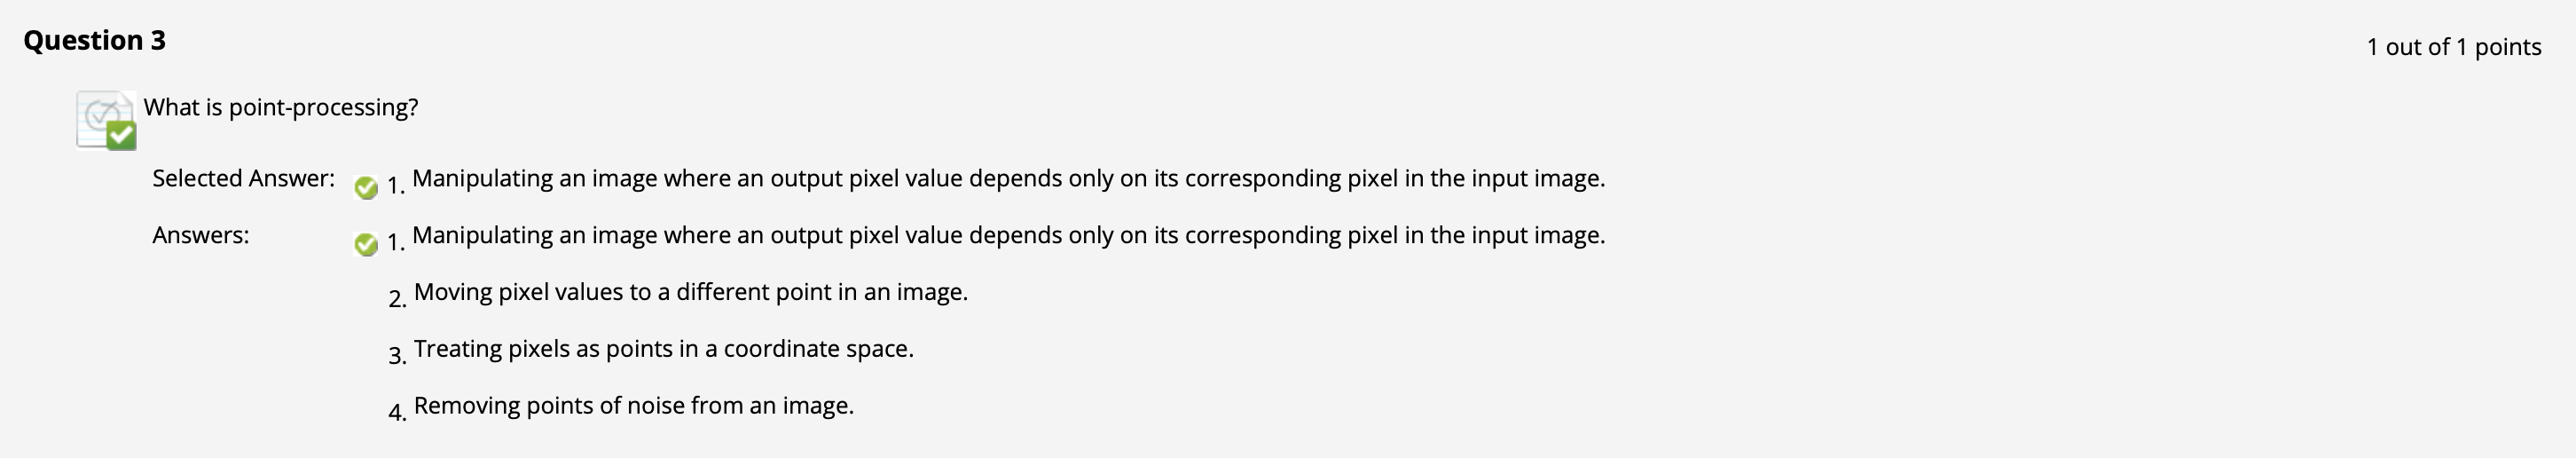 Question 3
1 out of 1 points
What is point-processing?
Selected Answer: 1. Manipulating an image where an output pixel value depends only on its corresponding pixel in the input image.
Answers: 1. Manipulating an image where an output pixel value depends only on its corresponding pixel in the input image.
2. Moving pixel values to a different point in an image.
3. Treating pixels as points in a coordinate space.
4. Removing points of noise from an image.